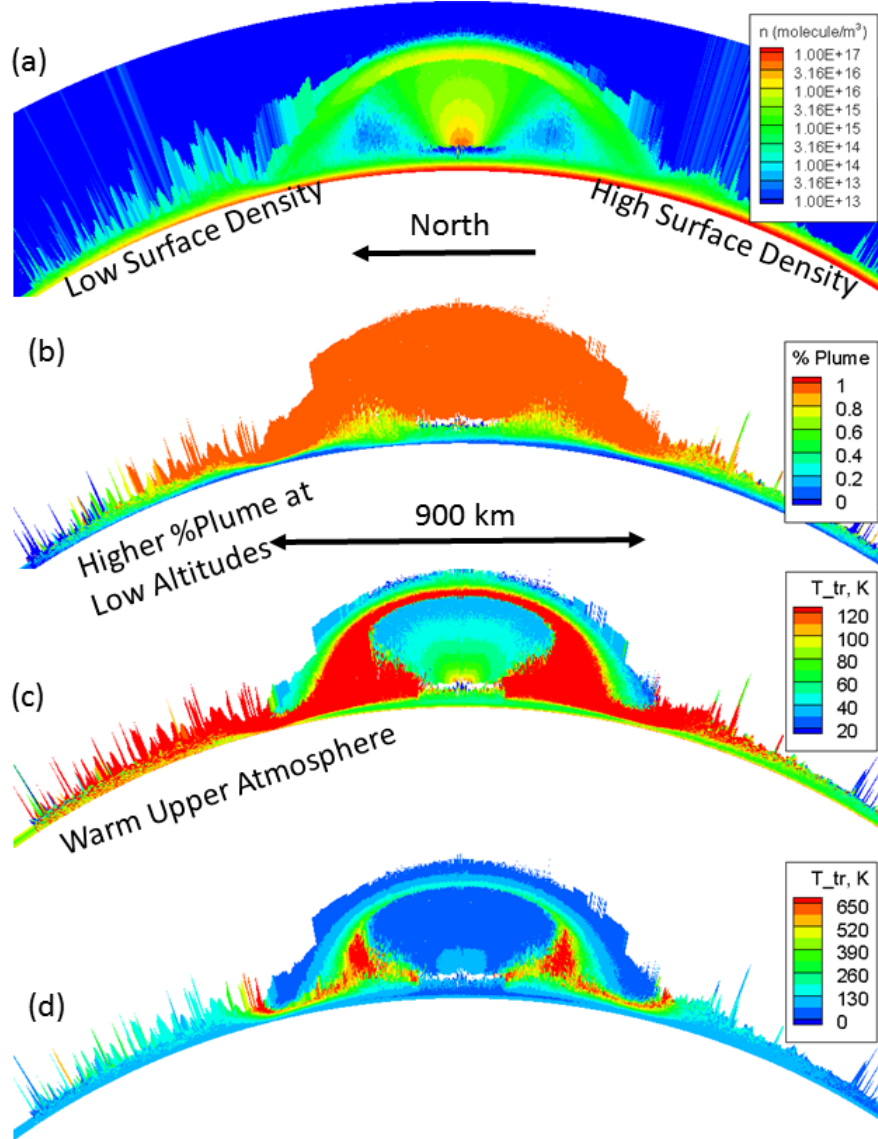 (a)
n (molecule/m³)
1.00E+17
3.16E+16
1.00E+16
3.16E+15
1.00E+15
3.16E+14
1.00E+14
3.16E+13
1.00E+13
Low Surface Density
North
High Surface Density
(b)
% Plume
1
0.8
0.6
0.4
0.2
0
Higher %Plume at
Low Altitudes
900 km
(c)
T_tr, K
120
100
80
60
40
20
Warm Upper Atmosphere
(d)
T_tr, K
650
520
390
260
130
0